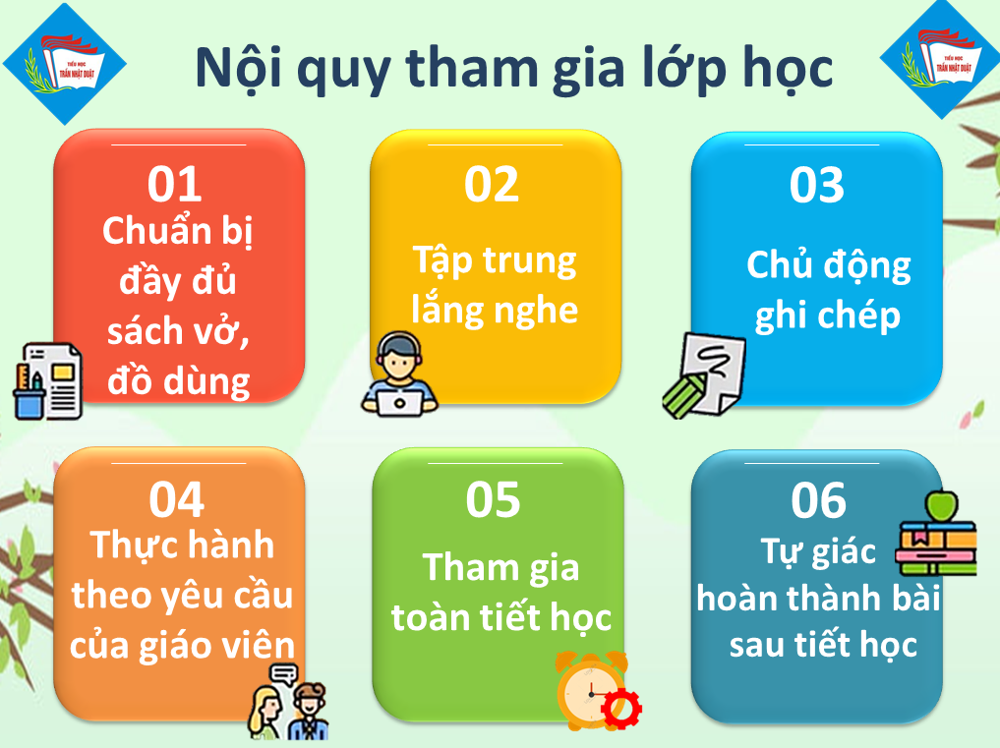 TIỂU HỌC
TRẦN NHẬT DUẬT
Nội quy tham gia lớp học
TIỂU HỌC
TRẦN NHẬT DUẬT
01
Chuẩn bị
đầy đủ
sách vở,
đồ dùng
02
Tập trung
lắng nghe
03
Chủ động
ghi chép
04
Thực hành
theo yêu cầu
của giáo viên
05
Tham gia
toàn tiết học
06
Tự giác
hoàn thành bài
sau tiết học